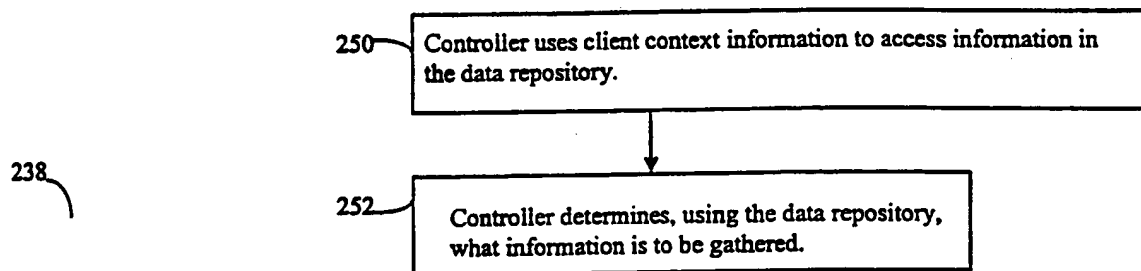 250 Controller uses client context information to access information in
the data repository.
238
252 Controller determines, using the data repository,
what information is to be gathered.